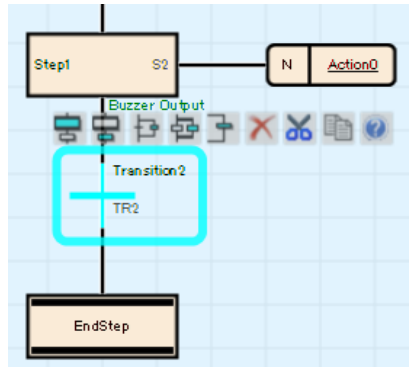 Step1 S2 N Action0
Buzzer Output
Transition2
TR2
EndStep